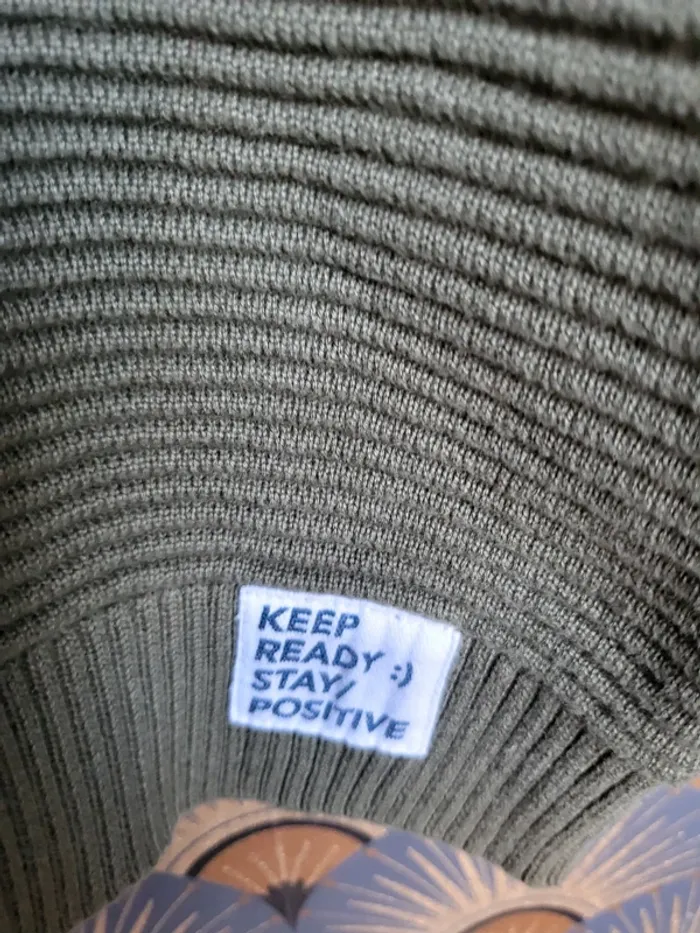 KEEP
READY :)
STAY/
POSITIVE